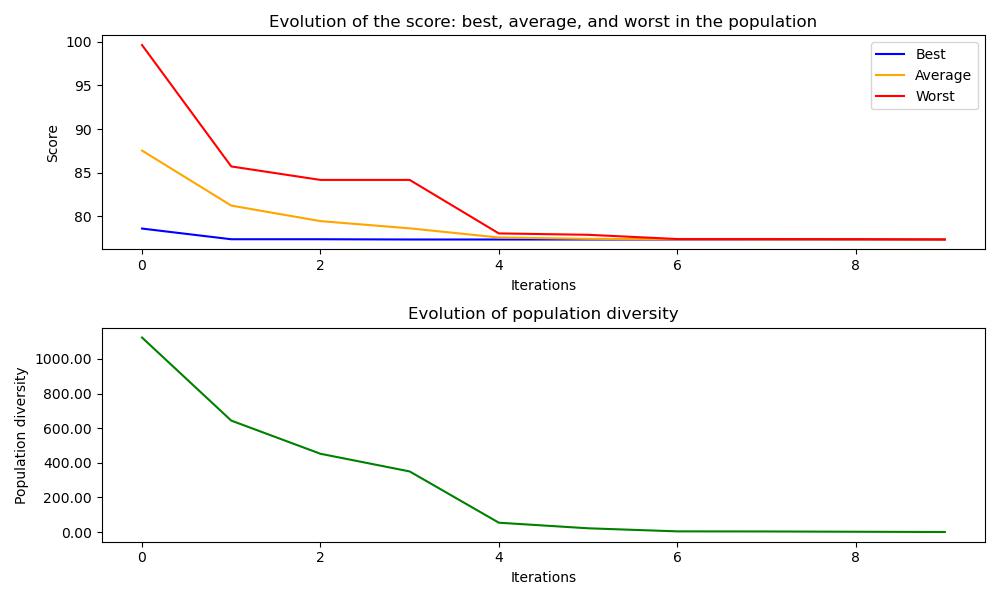 Evolution of the score: best, average, and worst in the population
100
95
90
85
80
Score
Best
Average
Worst
0 2 4 6 8
Iterations
Evolution of population diversity
1000.00
800.00
600.00
400.00
200.00
0.00
Population diversity
0 2 4 6 8
Iterations